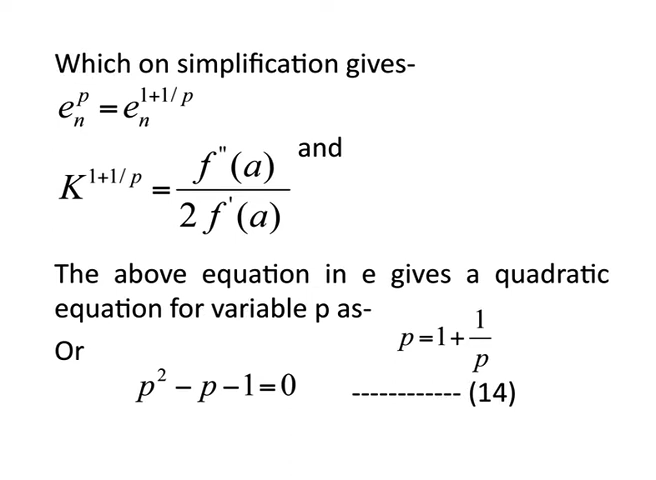 Which on simplification gives-
e_n^p = e_n^{1+1/p}
and
K^{1+1/p} = f''(a) / 2f'(a)
The above equation in e gives a quadratic
equation for variable p as-
p = 1 + 1/p
Or
p² − p − 1 = 0 ------------ (14)